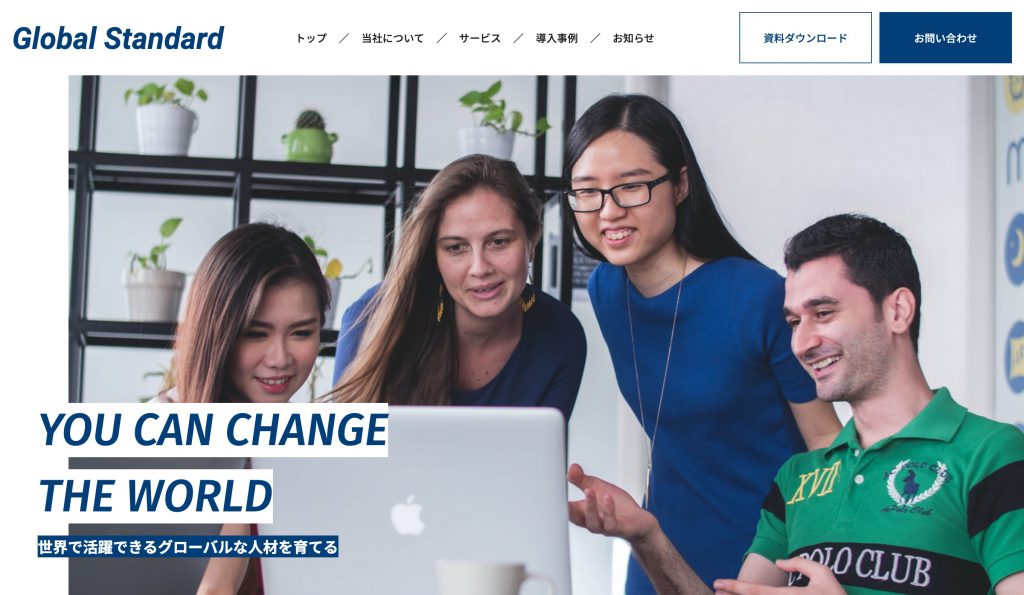 Global Standard
トップ ／ 当社について ／ サービス ／ 導入事例 ／ お知らせ
資料ダウンロード
お問い合わせ
YOU CAN CHANGE
THE WORLD
世界で活躍できるグローバルな人材を育てる
XVII
POLO CLUB